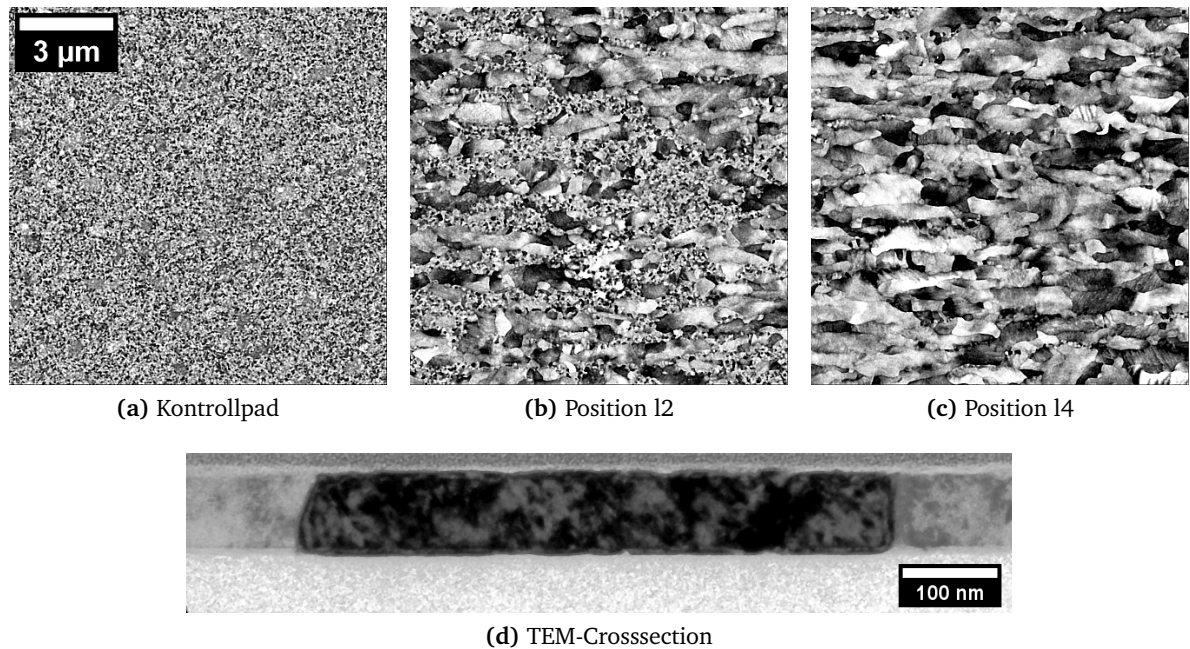 3 µm
(a) Kontrollpad
(b) Position l2
(c) Position l4
100 nm
(d) TEM-Crosssection